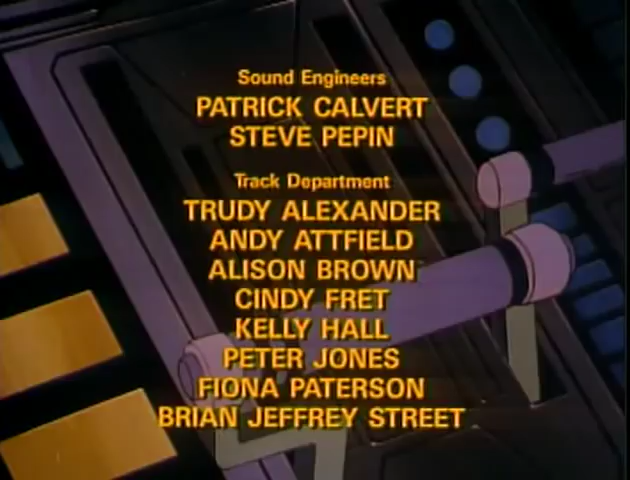 Sound Engineers
PATRICK CALVERT
STEVE PEPIN
Track Department
TRUDY ALEXANDER
ANDY ATTFIELD
ALISON BROWN
CINDY FRET
KELLY HALL
PETER JONES
FIONA PATERSON
BRIAN JEFFREY STREET